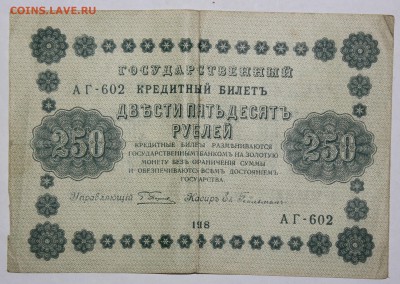 COINS.LAVE.RU
ГОСУДАРСТВЕННЫЙ
АГ-602 КРЕДИТНЫЙ БИЛЕТЪ
ДВѢСТИ ПЯТЬДЕСЯТЪ
РУБЛЕЙ
250 250
КРЕДИТНЫЕ БИЛЕТЫ РАЗМѢНИВАЮТСЯ
ГОСУДАРСТВЕННЫМЪ БАНКОМЪ НА ЗОЛОТУЮ
МОНЕТУ БЕЗЪ ОГРАНИЧЕНІЯ СУММЫ
И ОБЕЗПЕЧИВАЮТСЯ ВСѢМЪ ДОСТОЯНІЕМЪ
ГОСУДАРСТВА.
Управляющій Кассиръ
АГ-602
1918